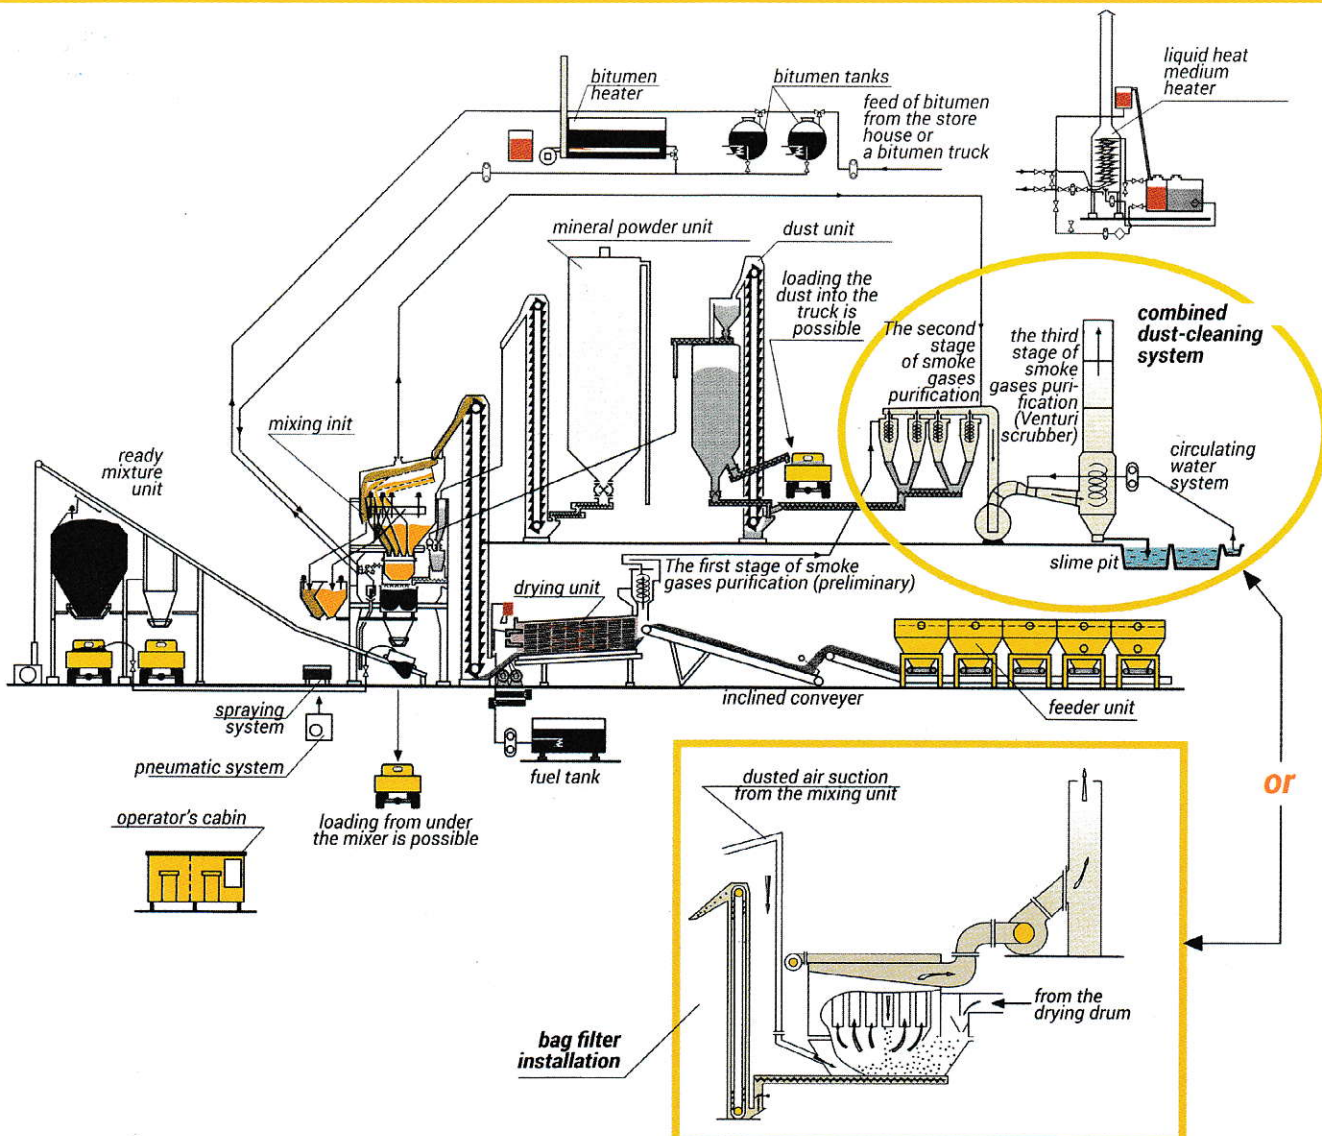 bitumen
heater
bitumen tanks
feed of bitumen
from the store
house or
a bitumen truck
liquid heat
medium
heater
mineral powder unit
dust unit
loading the
dust into the
truck is
possible
The second
stage
of smoke
gases
purification
the third
stage of
smoke
gases puri-
fication
(Venturi
scrubber)
combined
dust-cleaning
system
circulating
water
system
mixing init
ready
mixture
unit
slime pit
The first stage of smoke
gases purification (preliminary)
drying unit
inclined conveyer
feeder unit
spraying
system
pneumatic system
fuel tank
operator's cabin
loading from under
the mixer is possible
or
dusted air suction
from the mixing unit
from the
drying drum
bag filter
installation